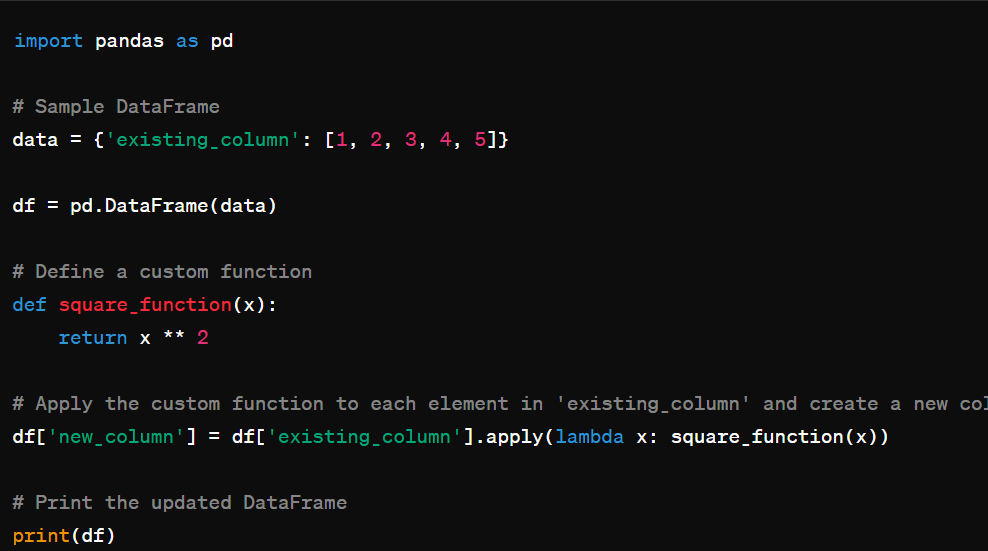 import pandas as pd
# Sample DataFrame
data = {'existing_column': [1, 2, 3, 4, 5]}
df = pd.DataFrame(data)
# Define a custom function
def square_function(x):
    return x ** 2
# Apply the custom function to each element in 'existing_column' and create a new col
df['new_column'] = df['existing_column'].apply(lambda x: square_function(x))
# Print the updated DataFrame
print(df)